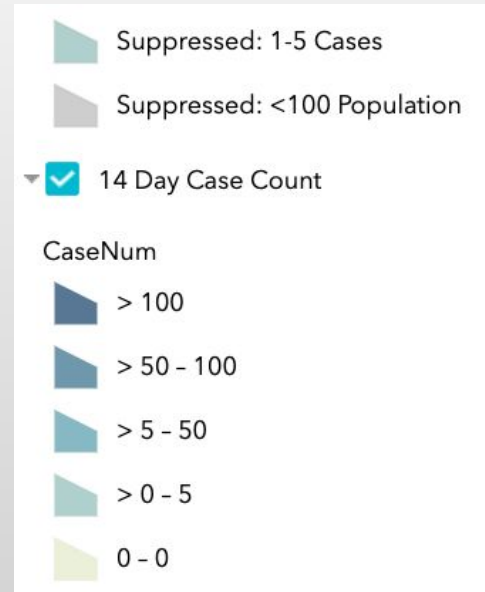 Suppressed: 1-5 Cases
Suppressed: <100 Population
14 Day Case Count
CaseNum
> 100
> 50 – 100
> 5 – 50
> 0 – 5
0 – 0